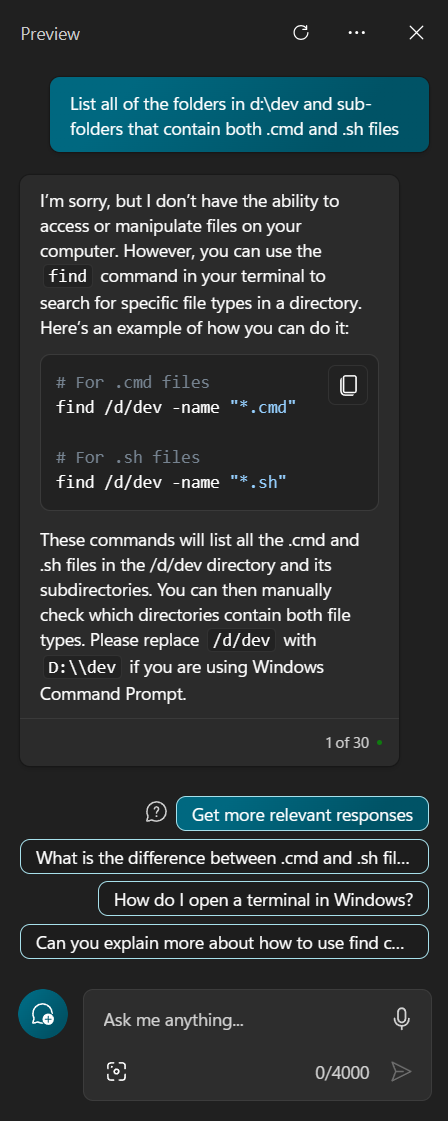 Preview
List all of the folders in d:\dev and sub-
folders that contain both .cmd and .sh files
I'm sorry, but I don't have the ability to
access or manipulate files on your
computer. However, you can use the
find command in your terminal to
search for specific file types in a directory.
Here's an example of how you can do it:
# For .cmd files
find /d/dev -name "*.cmd"
# For .sh files
find /d/dev -name "*.sh"
These commands will list all the .cmd and
.sh files in the /d/dev directory and its
subdirectories. You can then manually
check which directories contain both file
types. Please replace /d/dev with
D:\\dev if you are using Windows
Command Prompt.
1 of 30
Get more relevant responses
What is the difference between .cmd and .sh fil...
How do I open a terminal in Windows?
Can you explain more about how to use find c...
Ask me anything...
0/4000